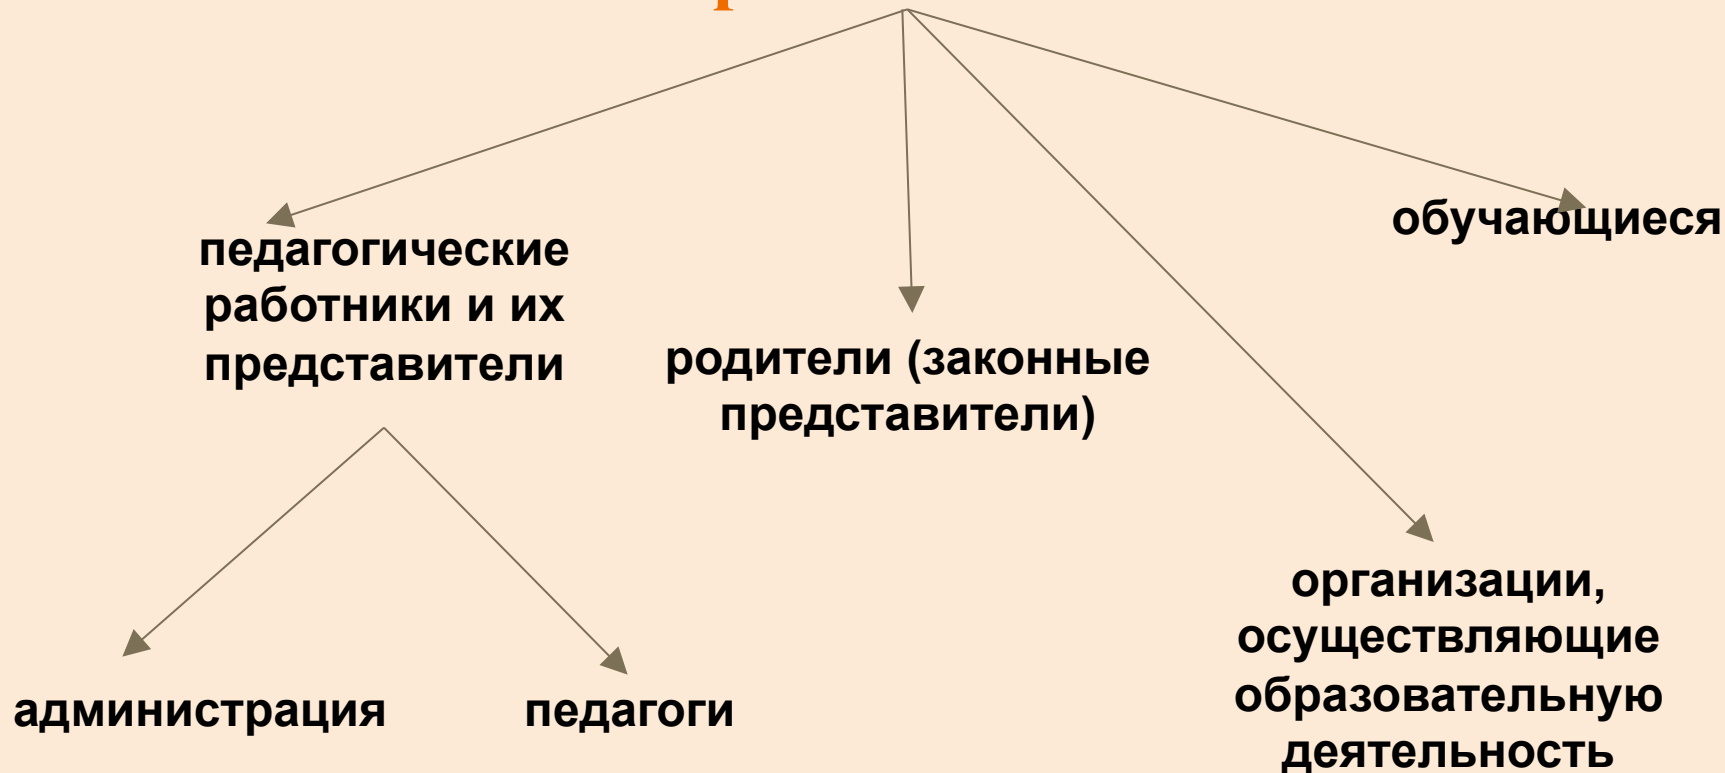 педагогические
работники и их
представители
родители (законные
представители)
обучающиеся
администрация
педагоги
организации,
осуществляющие
образовательную
деятельность